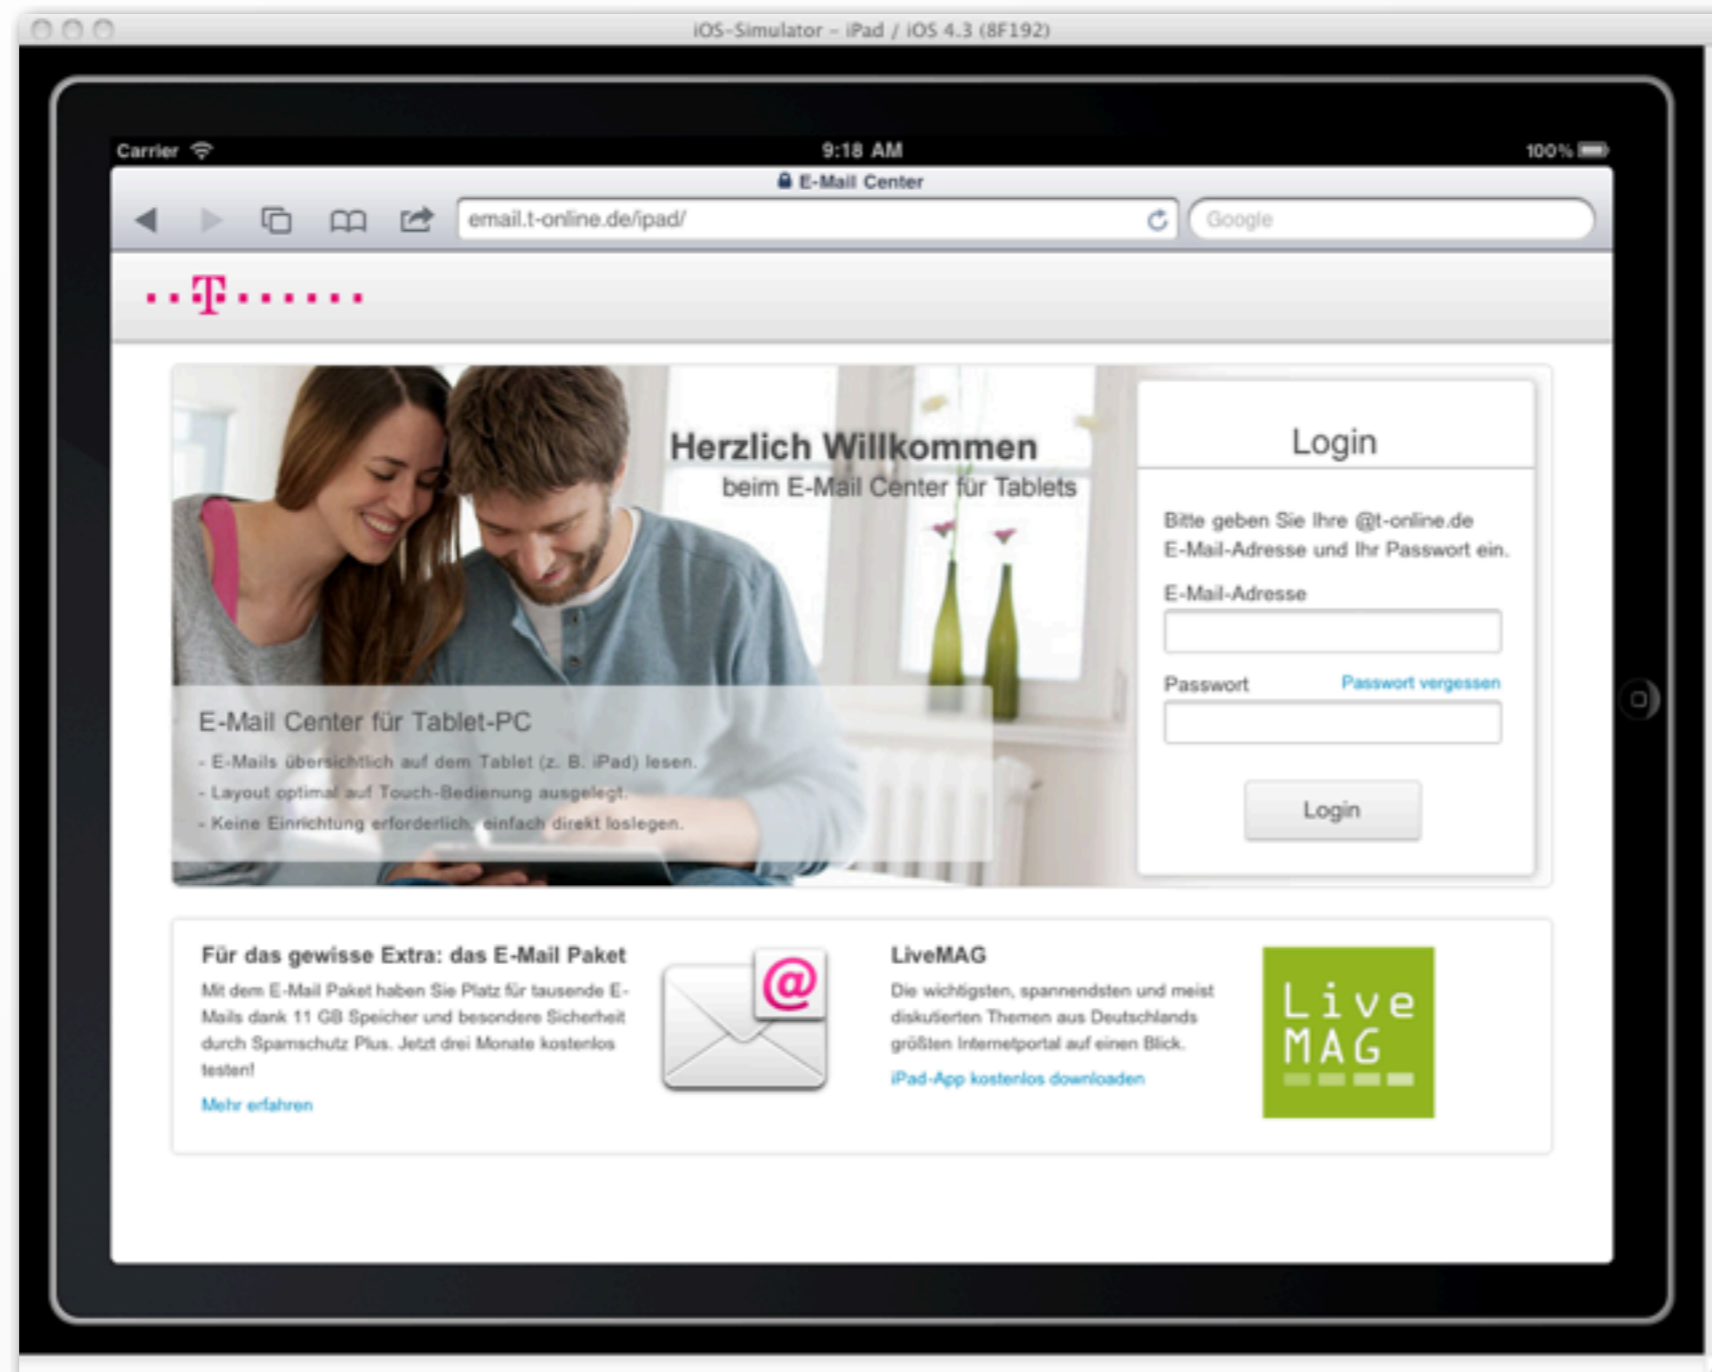 iOS-Simulator – iPad / iOS 4.3 (8F192)
Carrier
9:18 AM
100%
E-Mail Center
email.t-online.de/ipad/
Google
T
Herzlich Willkommen
beim E-Mail Center für Tablets
E-Mail Center für Tablet-PC
- E-Mails übersichtlich auf dem Tablet (z. B. iPad) lesen.
- Layout optimal auf Touch-Bedienung ausgelegt.
- Keine Einrichtung erforderlich, einfach direkt loslegen.
Login
Bitte geben Sie Ihre @t-online.de
E-Mail-Adresse und Ihr Passwort ein.
E-Mail-Adresse
Passwort Passwort vergessen
Login
Für das gewisse Extra: das E-Mail Paket
Mit dem E-Mail Paket haben Sie Platz für tausende E-
Mails dank 11 GB Speicher und besondere Sicherheit
durch Spamschutz Plus. Jetzt drei Monate kostenlos
testen!
Mehr erfahren
@
LiveMAG
Die wichtigsten, spannendsten und meist
diskutierten Themen aus Deutschlands
größten Internetportal auf einen Blick.
iPad-App kostenlos downloaden
Live
MAG